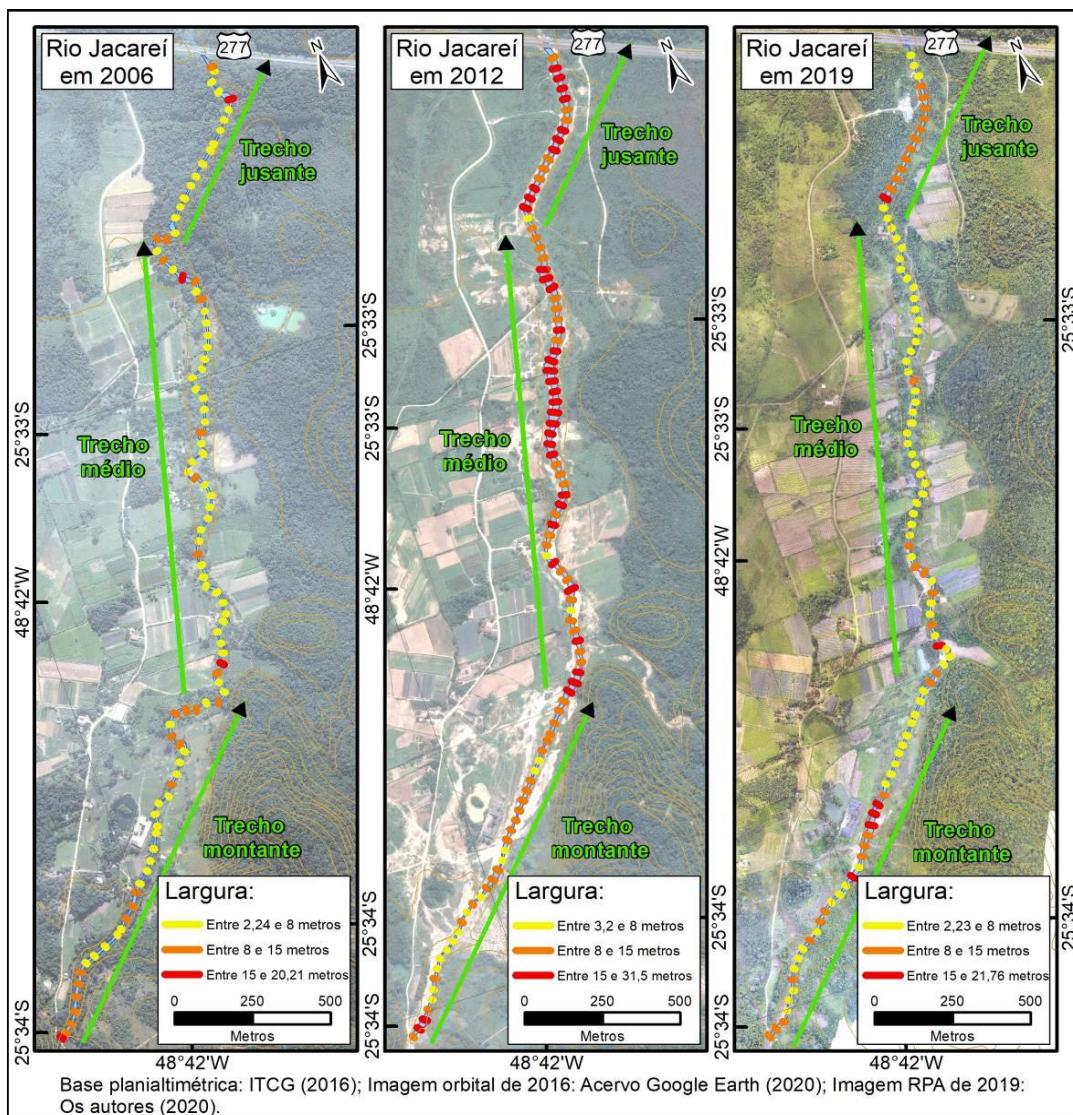 Rio Jacareí
em 2006
277
N
Trecho
jusante
Trecho
médio
Trecho
montante
25°33'S
25°33'S
48°42'W
25°34'S
25°34'S
48°42'W
Largura:
Entre 2,24 e 8 metros
Entre 8 e 15 metros
Entre 15 e 20,21 metros
0 250 500
Metros
Rio Jacareí
em 2012
277
N
Trecho
jusante
Trecho
médio
Trecho
montante
25°33'S
25°33'S
48°42'W
25°34'S
25°34'S
48°42'W
Largura:
Entre 3,2 e 8 metros
Entre 8 e 15 metros
Entre 15 e 31,5 metros
0 250 500
Metros
Rio Jacareí
em 2019
277
N
Trecho
jusante
Trecho
médio
Trecho
montante
25°33'S
25°33'S
48°42'W
25°34'S
25°34'S
48°42'W
Largura:
Entre 2,23 e 8 metros
Entre 8 e 15 metros
Entre 15 e 21,76 metros
0 250 500
Metros
Base planialtimétrica: ITCG (2016); Imagem orbital de 2016: Acervo Google Earth (2020); Imagem RPA de 2019:
Os autores (2020).